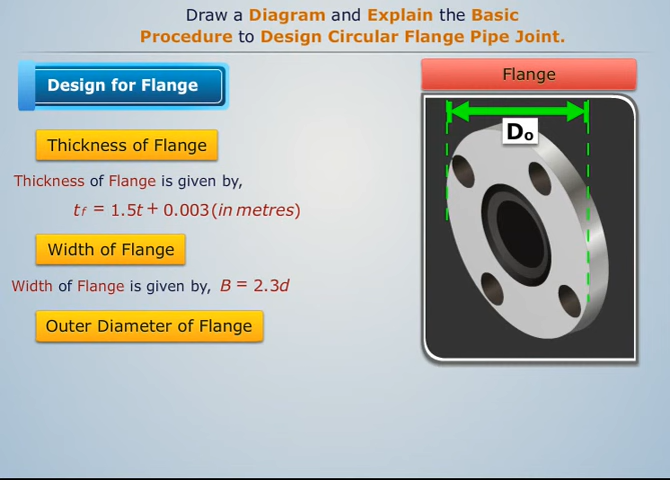 Draw a Diagram and Explain the Basic
Procedure to Design Circular Flange Pipe Joint.
Design for Flange
Flange
Thickness of Flange
Dₒ
Thickness of Flange is given by,
t_f = 1.5t + 0.003 (in metres)
Width of Flange
Width of Flange is given by, B = 2.3d
Outer Diameter of Flange